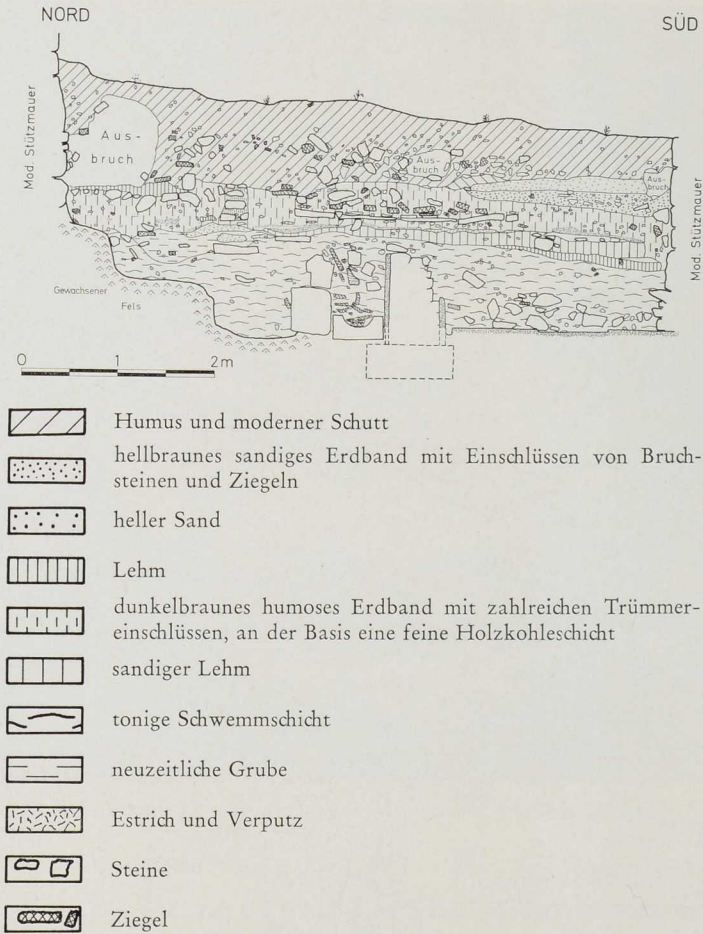 NORD
SÜD
Mod. Stützmauer
Aus-
bruch
Aus-
bruch
Aus-
bruch
Mod. Stützmauer
Gewachsener
Fels
0 1 2m
Humus und moderner Schutt
hellbraunes sandiges Erdband mit Einschlüssen von Bruch-
steinen und Ziegeln
heller Sand
Lehm
dunkelbraunes humoses Erdband mit zahlreichen Trümmer-
einschlüssen, an der Basis eine feine Holzkohleschicht
sandiger Lehm
tonige Schwemmschicht
neuzeitliche Grube
Estrich und Verputz
Steine
Ziegel